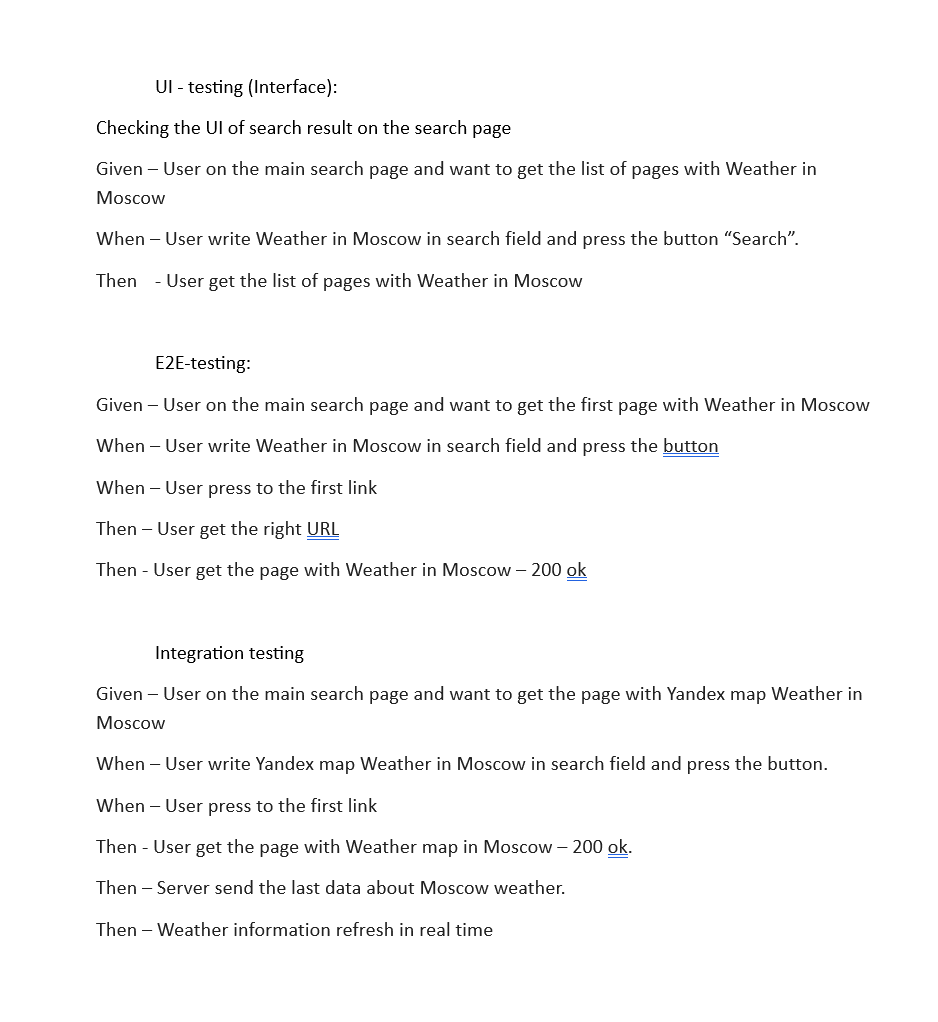 UI - testing (Interface):
Checking the UI of search result on the search page
Given – User on the main search page and want to get the list of pages with Weather in
Moscow
When – User write Weather in Moscow in search field and press the button “Search”.
Then - User get the list of pages with Weather in Moscow
E2E-testing:
Given – User on the main search page and want to get the first page with Weather in Moscow
When – User write Weather in Moscow in search field and press the button
When – User press to the first link
Then – User get the right URL
Then - User get the page with Weather in Moscow – 200 ok
Integration testing
Given – User on the main search page and want to get the page with Yandex map Weather in
Moscow
When – User write Yandex map Weather in Moscow in search field and press the button.
When – User press to the first link
Then - User get the page with Weather map in Moscow – 200 ok.
Then – Server send the last data about Moscow weather.
Then – Weather information refresh in real time